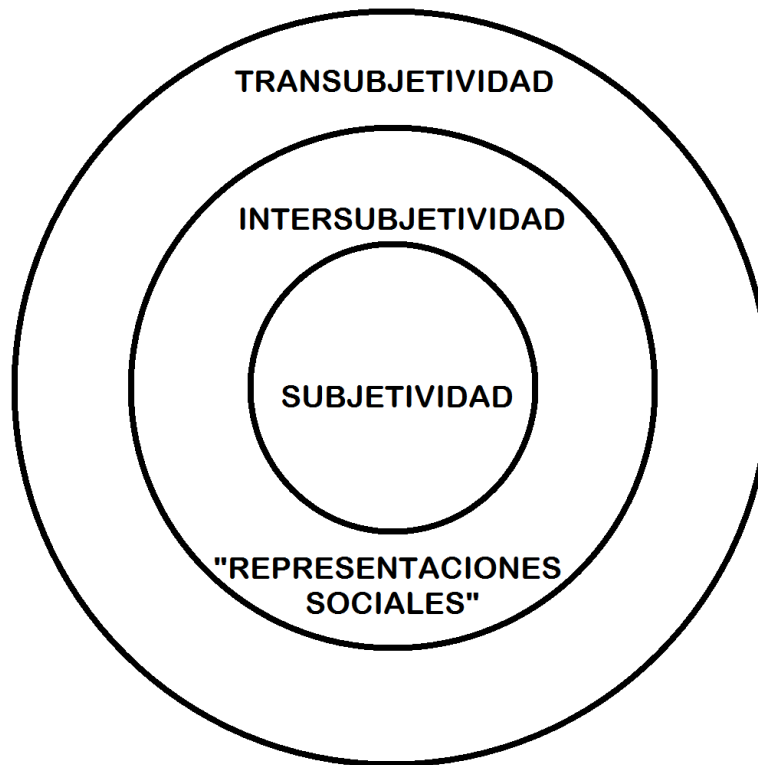 TRANSUBJETIVIDAD
INTERSUBJETIVIDAD
SUBJETIVIDAD
"REPRESENTACIONES
SOCIALES"